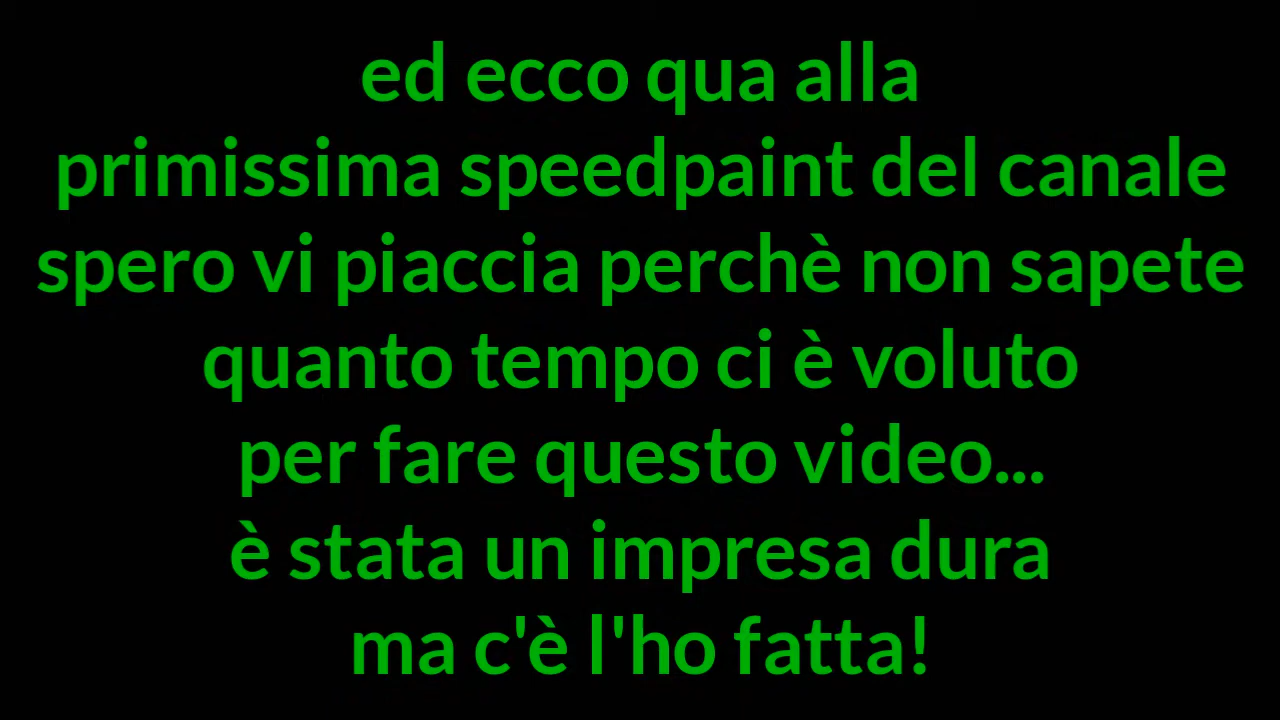 ed ecco qua alla
primissima speedpaint del canale
spero vi piaccia perchè non sapete
quanto tempo ci è voluto
per fare questo video...
è stata un impresa dura
ma c'è l'ho fatta!